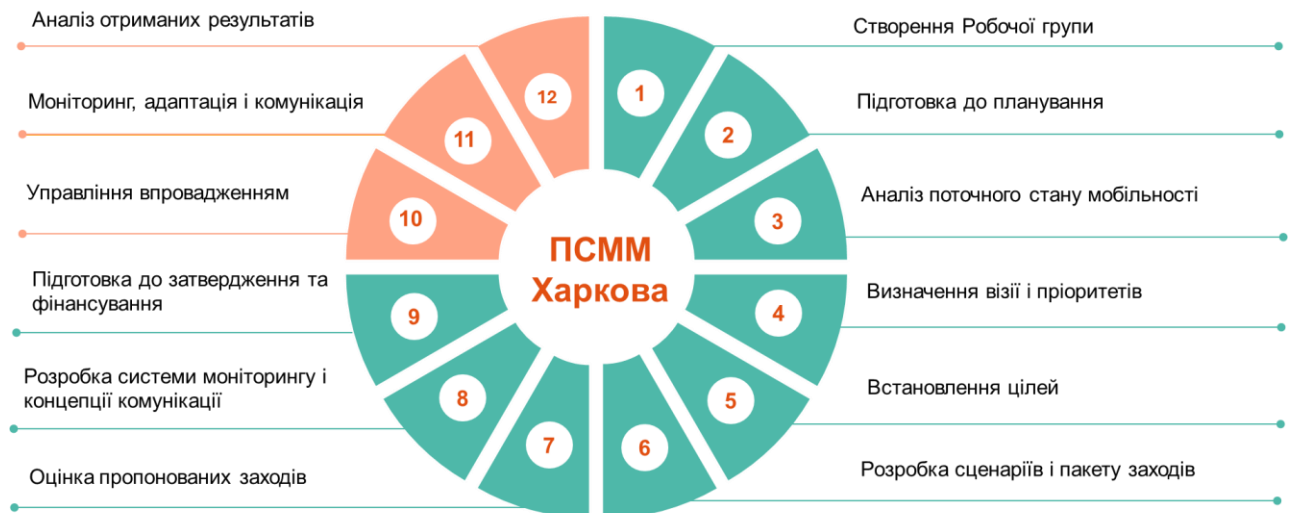 Аналіз отриманих результатів
Моніторинг, адаптація і комунікація
Управління впровадженням
Підготовка до затвердження та
фінансування
Розробка системи моніторингу і
концепції комунікації
Оцінка пропонованих заходів
12
11
10
9
8
7
1
2
3
4
5
6
ПСММ
Харкова
Створення Робочої групи
Підготовка до планування
Аналіз поточного стану мобільності
Визначення візії і пріоритетів
Встановлення цілей
Розробка сценаріїв і пакету заходів